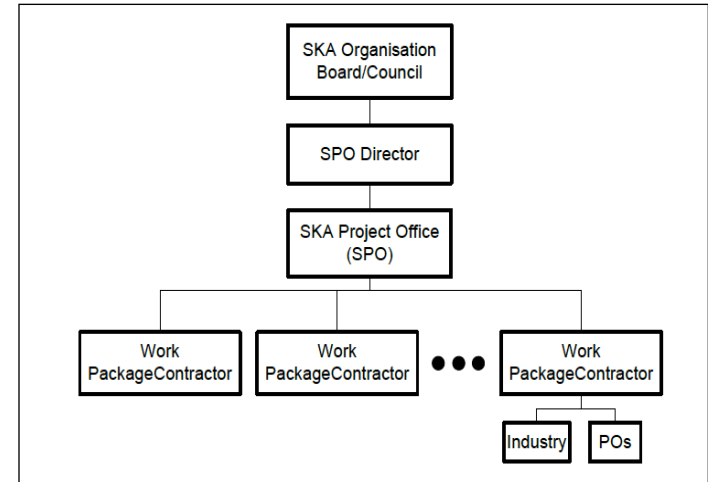 SKA Organisation
Board/Council
SPO Director
SKA Project Office
(SPO)
Work
PackageContractor
Work
PackageContractor
Work
PackageContractor
Industry
POs